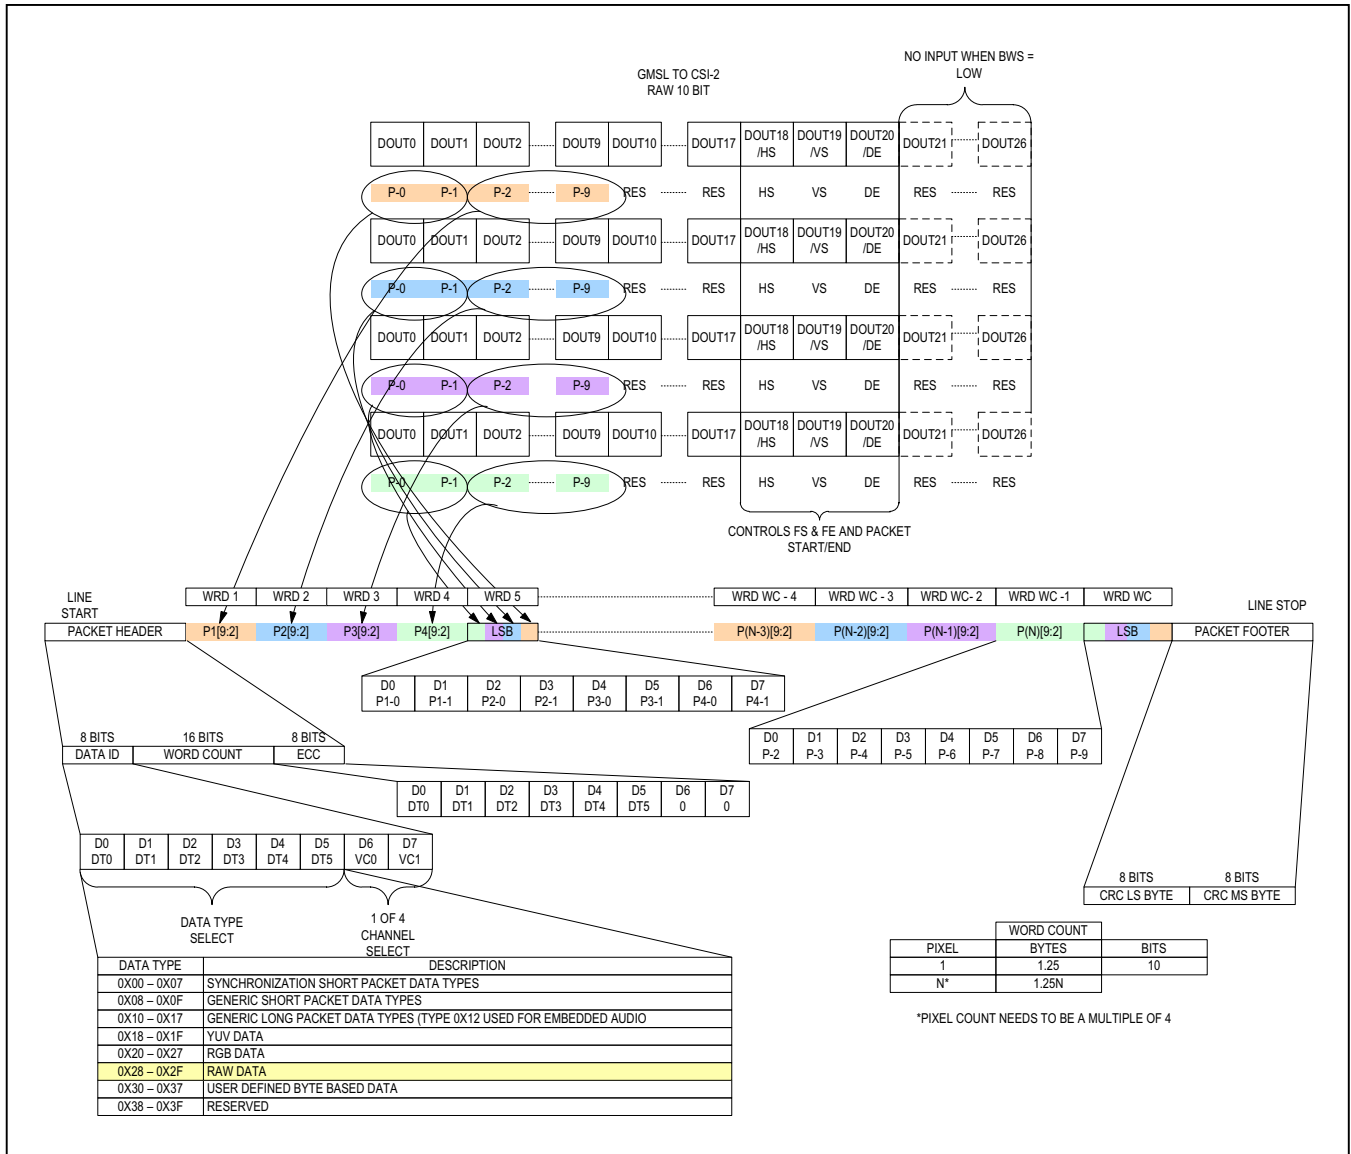 NO INPUT WHEN BWS =
LOW
GMSL TO CSI-2
RAW 10 BIT
DOUT0 DOUT1 DOUT2 DOUT9 DOUT10 DOUT17 DOUT18 /HS DOUT19 /VS DOUT20 /DE DOUT21 DOUT26
P-0 P-1 P-2 P-9 RES RES HS VS DE RES RES
DOUT0 DOUT1 DOUT2 DOUT9 DOUT10 DOUT17 DOUT18 /HS DOUT19 /VS DOUT20 /DE DOUT21 DOUT26
P-0 P-1 P-2 P-9 RES RES HS VS DE RES RES
DOUT0 DOUT1 DOUT2 DOUT9 DOUT10 DOUT17 DOUT18 /HS DOUT19 /VS DOUT20 /DE DOUT21 DOUT26
P-0 P-1 P-2 P-9 RES RES HS VS DE RES RES
DOUT0 DOUT1 DOUT2 DOUT9 DOUT10 DOUT17 DOUT18 /HS DOUT19 /VS DOUT20 /DE DOUT21 DOUT26
P-0 P-1 P-2 P-9 RES RES HS VS DE RES RES
CONTROLS FS & FE AND PACKET
START/END
LINE
START
WRD 1 WRD 2 WRD 3 WRD 4 WRD 5 WRD WC - 4 WRD WC - 3 WRD WC- 2 WRD WC -1 WRD WC
LINE STOP
PACKET HEADER P1[9:2] P2[9:2] P3[9:2] P4[9:2] LSB P(N-3)[9:2] P(N-2)[9:2] P(N-1)[9:2] P(N)[9:2] LSB PACKET FOOTER
D0 D1 D2 D3 D4 D5 D6 D7
P1-0 P1-1 P2-0 P2-1 P3-0 P3-1 P4-0 P4-1
D0 D1 D2 D3 D4 D5 D6 D7
P-2 P-3 P-4 P-5 P-6 P-7 P-8 P-9
8 BITS 16 BITS 8 BITS
DATA ID WORD COUNT ECC
D0 D1 D2 D3 D4 D5 D6 D7
DT0 DT1 DT2 DT3 DT4 DT5 0 0
D0 D1 D2 D3 D4 D5 D6 D7
DT0 DT1 DT2 DT3 DT4 DT5 VC0 VC1
8 BITS 8 BITS
CRC LS BYTE CRC MS BYTE
DATA TYPE
SELECT
1 OF 4
CHANNEL
SELECT
WORD COUNT
PIXEL BYTES BITS
1 1.25 10
N* 1.25N
*PIXEL COUNT NEEDS TO BE A MULTIPLE OF 4
DATA TYPE DESCRIPTION
0X00 – 0X07 SYNCHRONIZATION SHORT PACKET DATA TYPES
0X08 – 0X0F GENERIC SHORT PACKET DATA TYPES
0X10 – 0X17 GENERIC LONG PACKET DATA TYPES (TYPE 0X12 USED FOR EMBEDDED AUDIO
0X18 – 0X1F YUV DATA
0X20 – 0X27 RGB DATA
0X28 – 0X2F RAW DATA
0X30 – 0X37 USER DEFINED BYTE BASED DATA
0X38 – 0X3F RESERVED